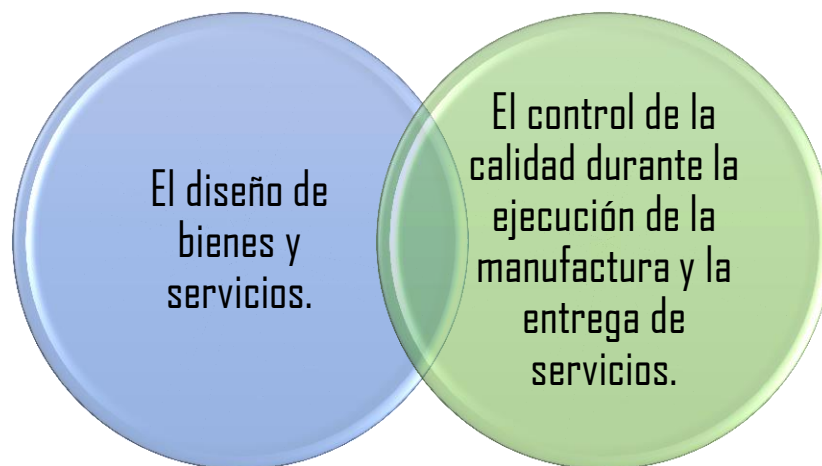 El diseño de
bienes y
servicios.
El control de la
calidad durante la
ejecución de la
manufactura y la
entrega de
servicios.